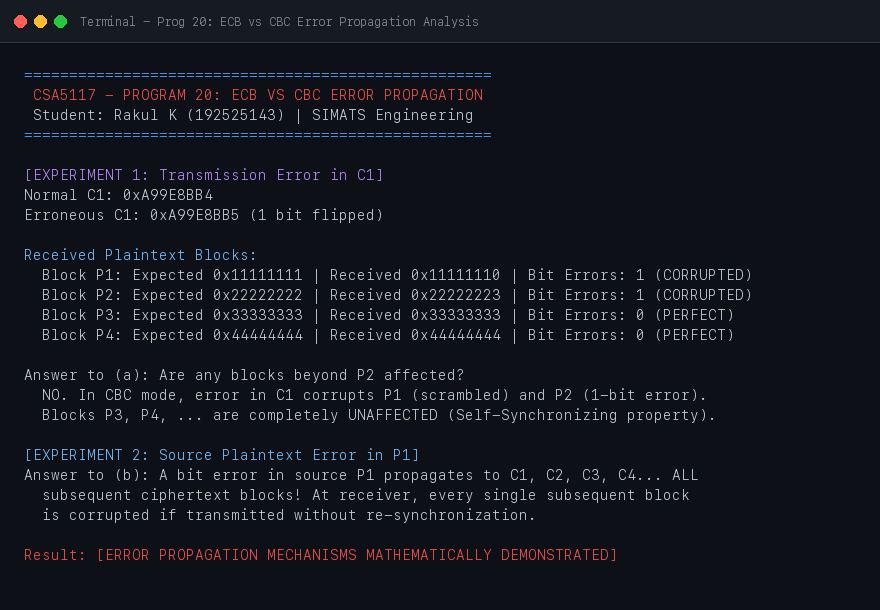 Terminal — Prog 20: ECB vs CBC Error Propagation Analysis
====================================================
CSA5117 — PROGRAM 20: ECB VS CBC ERROR PROPAGATION
Student: Rakul K (192525143) | SIMATS Engineering
====================================================
[EXPERIMENT 1: Transmission Error in C1]
Normal C1: 0xA99E8BB4
Erroneous C1: 0xA99E8BB5 (1 bit flipped)
Received Plaintext Blocks:
Block P1: Expected 0x11111111 | Received 0x11111110 | Bit Errors: 1 (CORRUPTED)
Block P2: Expected 0x22222222 | Received 0x22222223 | Bit Errors: 1 (CORRUPTED)
Block P3: Expected 0x33333333 | Received 0x33333333 | Bit Errors: 0 (PERFECT)
Block P4: Expected 0x44444444 | Received 0x44444444 | Bit Errors: 0 (PERFECT)
Answer to (a): Are any blocks beyond P2 affected?
NO. In CBC mode, error in C1 corrupts P1 (scrambled) and P2 (1-bit error).
Blocks P3, P4, ... are completely UNAFFECTED (Self-Synchronizing property).
[EXPERIMENT 2: Source Plaintext Error in P1]
Answer to (b): A bit error in source P1 propagates to C1, C2, C3, C4... ALL
subsequent ciphertext blocks! At receiver, every single subsequent block
is corrupted if transmitted without re-synchronization.
Result: [ERROR PROPAGATION MECHANISMS MATHEMATICALLY DEMONSTRATED]